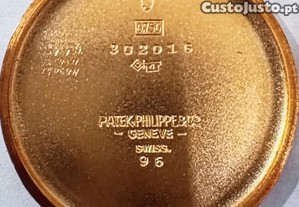 CustoJusto.pt
0750
302016
PATEK·PHILIPPE&Co
- GENEVE -
SWISS.
96